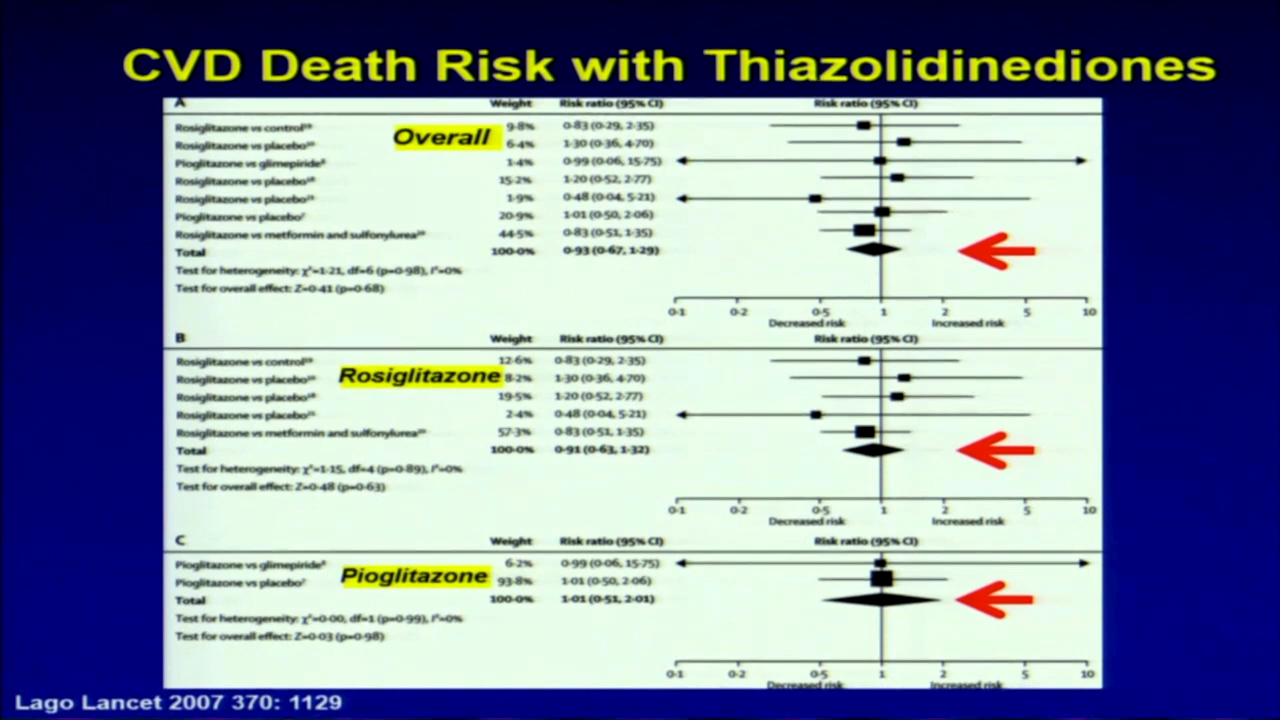 CVD Death Risk with Thiazolidinediones
A Weight Risk ratio (95% CI) Risk ratio (95% CI)
Overall
Rosiglitazone vs control 9·8% 0·83 (0·29, 2·35)
Rosiglitazone vs placebo 6·4% 1·30 (0·36, 4·70)
Pioglitazone vs glimepiride 1·4% 0·99 (0·06, 15·75)
Rosiglitazone vs placebo 15·2% 1·20 (0·52, 2·77)
Rosiglitazone vs placebo 1·9% 0·48 (0·04, 5·21)
Pioglitazone vs placebo 20·9% 1·01 (0·50, 2·06)
Rosiglitazone vs metformin and sulfonylurea 44·5% 0·83 (0·51, 1·35)
Total 100·0% 0·93 (0·67, 1·29)
Test for heterogeneity: χ²=1·21, df=6 (p=0·98), I²=0%
Test for overall effect: Z=0·41 (p=0·68)
0·1 0·2 0·5 1 2 5 10
Decreased risk Increased risk
B Weight Risk ratio (95% CI) Risk ratio (95% CI)
Rosiglitazone vs control 12·6% 0·83 (0·29, 2·35)
Rosiglitazone
Rosiglitazone vs placebo 8·2% 1·30 (0·36, 4·70)
Rosiglitazone vs placebo 19·5% 1·20 (0·52, 2·77)
Rosiglitazone vs placebo 2·4% 0·48 (0·04, 5·21)
Rosiglitazone vs metformin and sulfonylurea 57·3% 0·83 (0·51, 1·35)
Total 100·0% 0·91 (0·63, 1·32)
Test for heterogeneity: χ²=1·15, df=4 (p=0·89), I²=0%
Test for overall effect: Z=0·48 (p=0·63)
0·1 0·2 0·5 1 2 5 10
Decreased risk Increased risk
C Weight Risk ratio (95% CI) Risk ratio (95% CI)
Pioglitazone vs glimepiride 6·2% 0·99 (0·06, 15·75)
Pioglitazone
Pioglitazone vs placebo 93·8% 1·01 (0·50, 2·06)
Total 100·0% 1·01 (0·51, 2·01)
Test for heterogeneity: χ²=0·00, df=1 (p=0·99), I²=0%
Test for overall effect: Z=0·03 (p=0·98)
0·1 0·2 0·5 1 2 5 10
Decreased risk Increased risk
Lago Lancet 2007 370: 1129